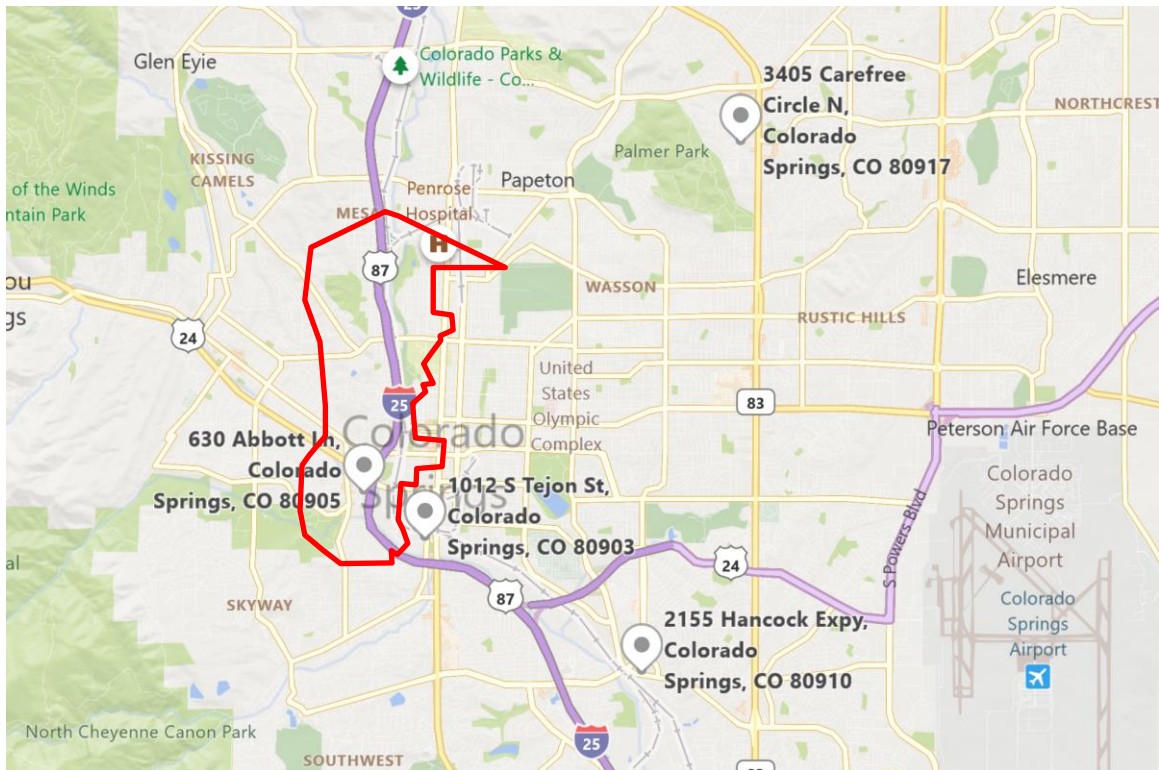 25
Colorado Parks &
Wildlife - Co...
Glen Eyie
3405 Carefree
Circle N,
Colorado
Springs, CO 80917
NORTHCREST
KISSING
CAMELS
Palmer Park
of the Winds
ntain Park
Penrose
Hospital
Papeton
MESA
H
87
ou
gs
WASSON
Elesmere
RUSTIC HILLS
24
United
States
Olympic
Complex
25
83
Colorado
Springs
Peterson Air Force Base
630 Abbott Ln,
Colorado
Springs, CO 80905
1012 S Tejon St,
Colorado
Springs, CO 80903
Colorado
Springs
Municipal
Airport
S Powers Blvd
al
24
SKYWAY
87
2155 Hancock Expy,
Colorado
Springs, CO 80910
Colorado
Springs
Airport
North Cheyenne Canon Park
25
SOUTHWEST